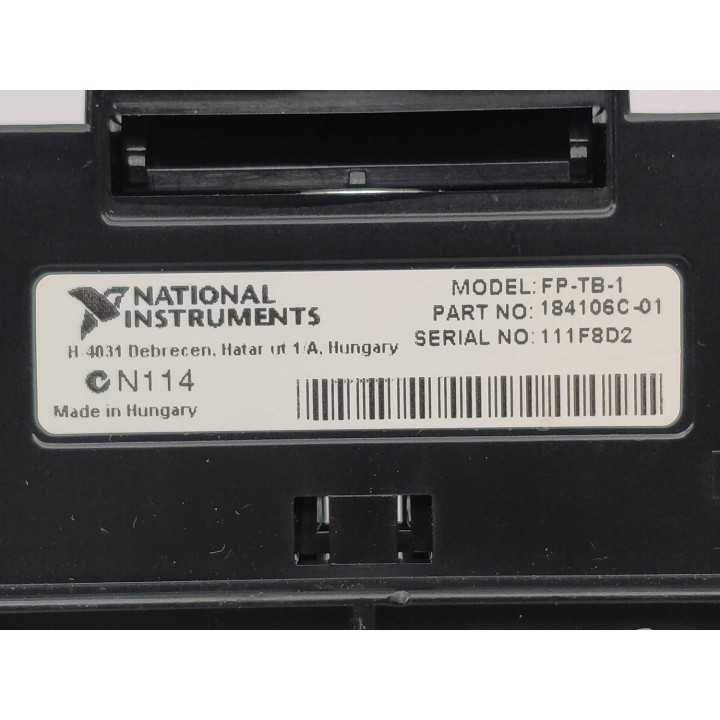 NATIONAL
INSTRUMENTS
H-4031 Debrecen, Hatar ut 1/A, Hungary
N114
Made in Hungary
MODEL: FP-TB-1
PART NO: 184106C-01
SERIAL NO: 111F8D2